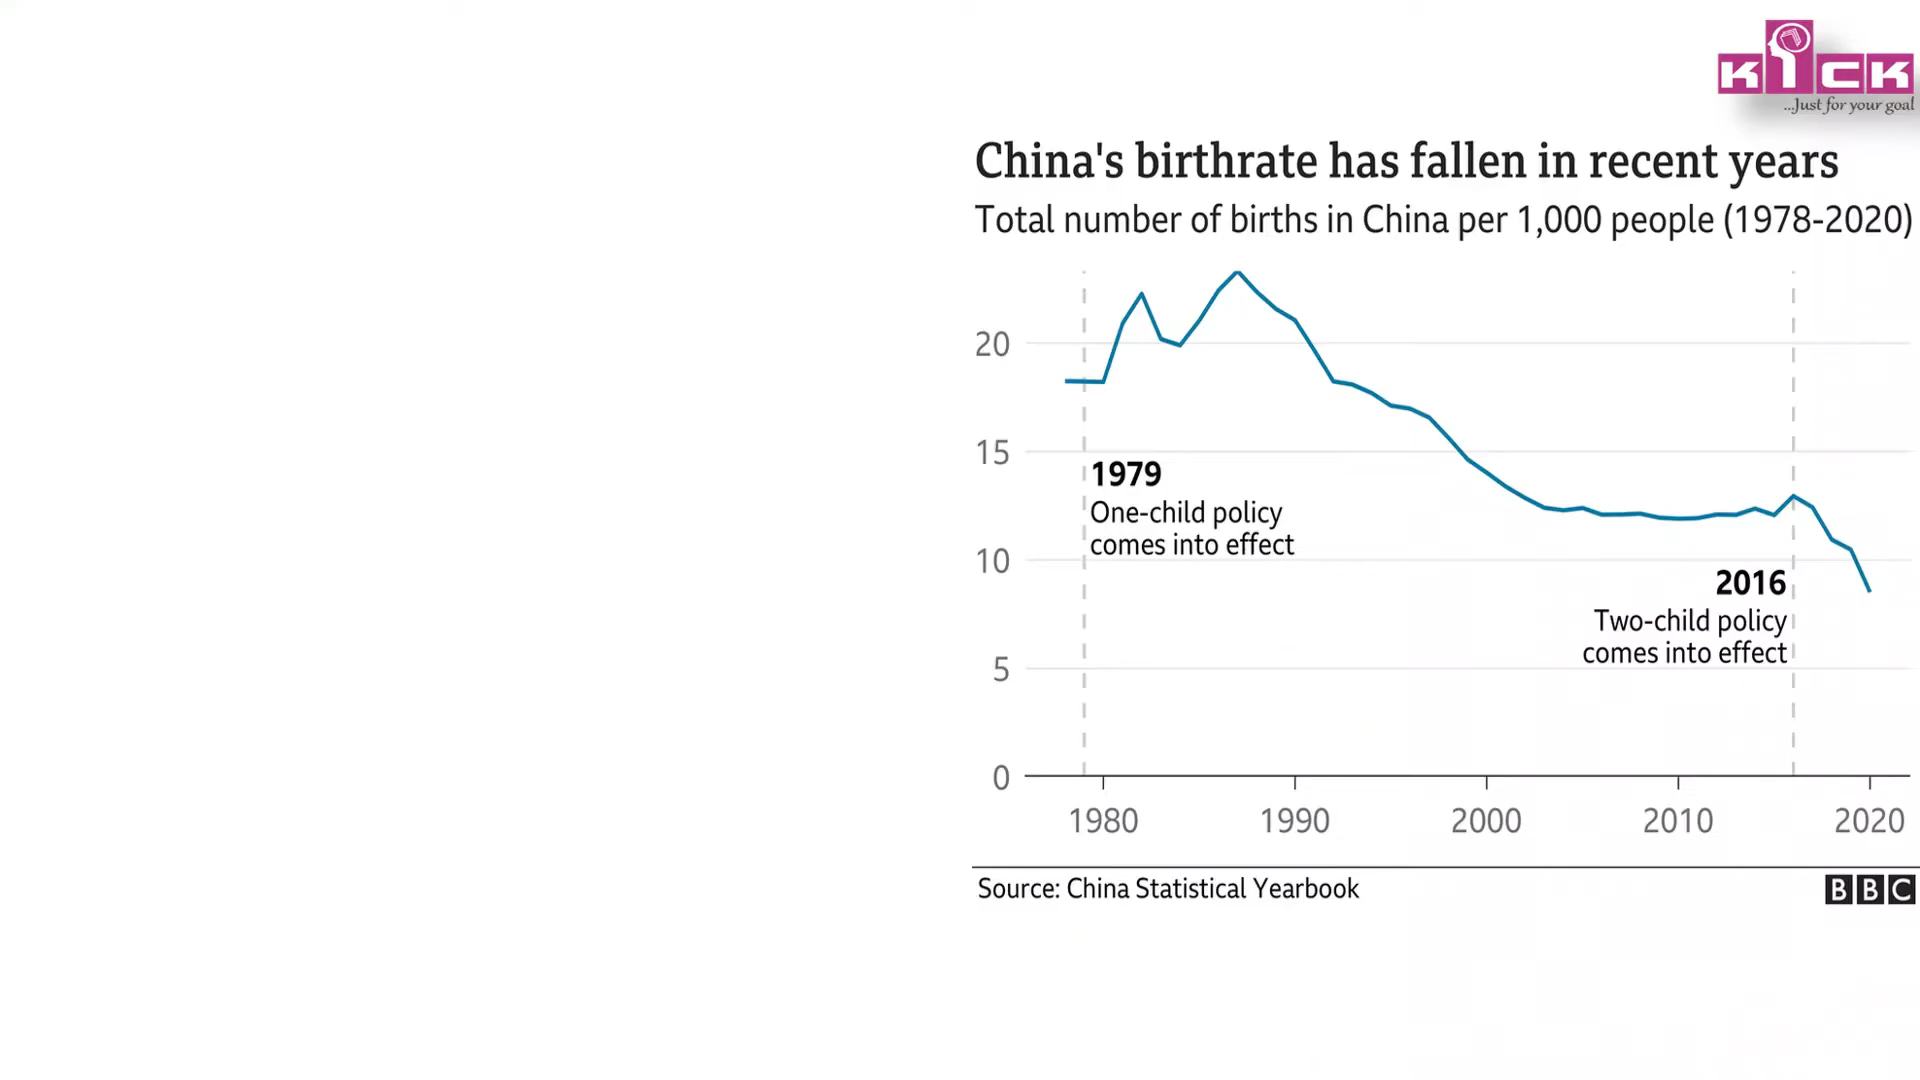 KICK
...Just for your goal
China's birthrate has fallen in recent years
Total number of births in China per 1,000 people (1978-2020)
20
15
10
5
0
1979
One-child policy
comes into effect
2016
Two-child policy
comes into effect
1980 1990 2000 2010 2020
Source: China Statistical Yearbook
BBC